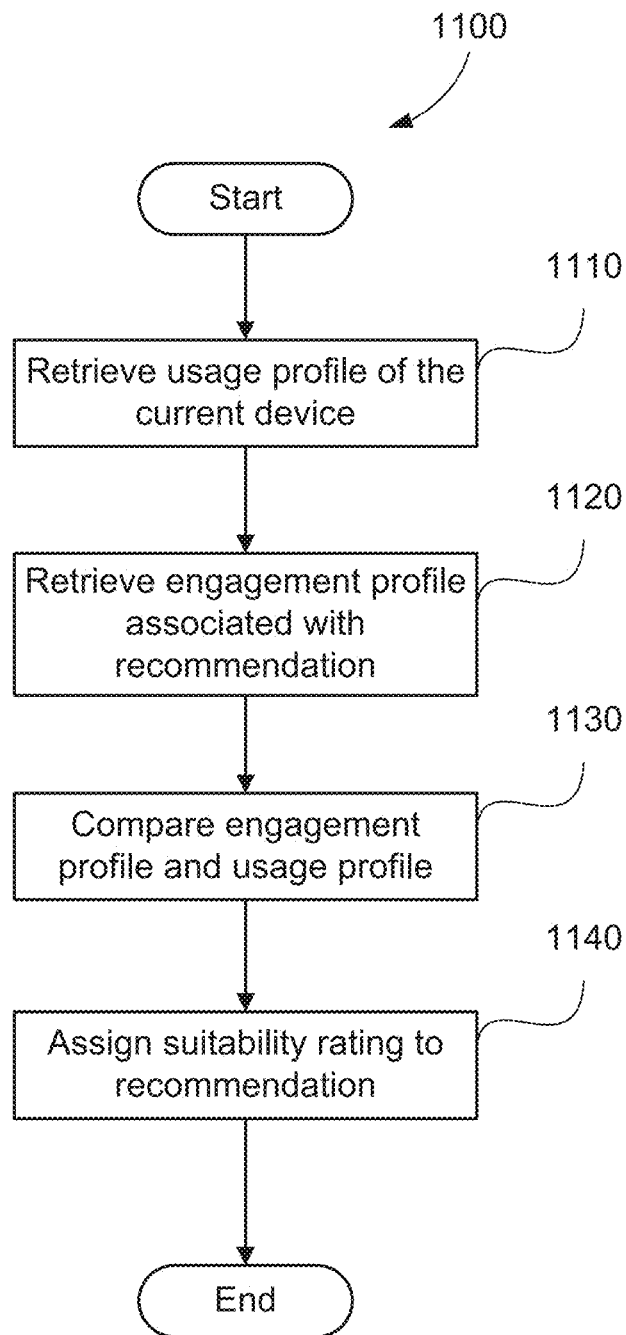 1100
Start
1110
Retrieve usage profile of the
current device
1120
Retrieve engagement profile
associated with
recommendation
1130
Compare engagement
profile and usage profile
1140
Assign suitability rating to
recommendation
End